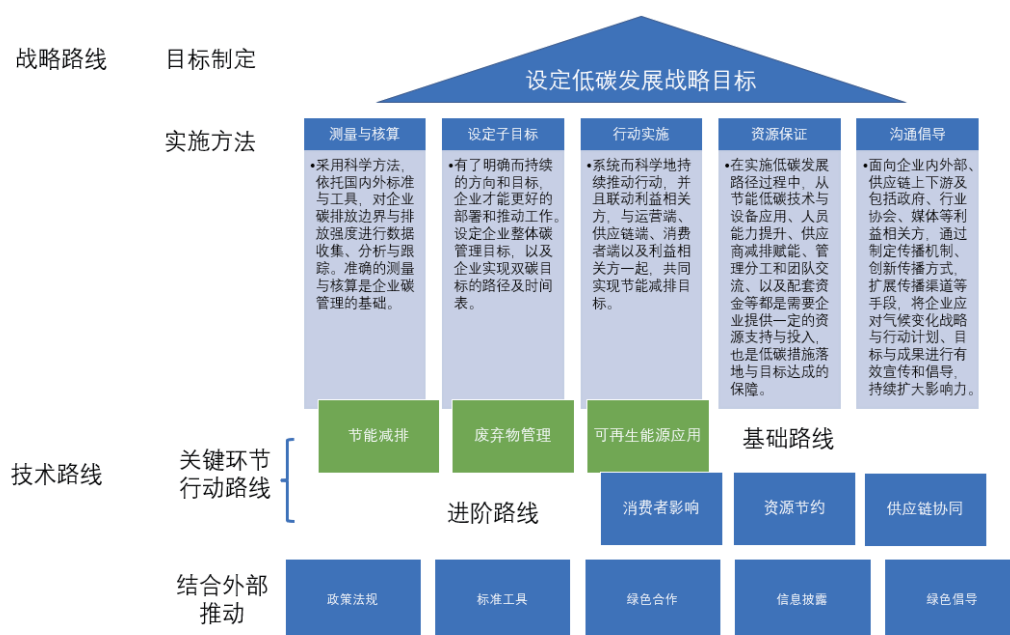 战略路线
目标制定
设定低碳发展战略目标
实施方法
测量与核算
•采用科学方法,
依托国内外标准
与工具,对企业
碳排放边界与排
放强度进行数据
收集、分析与跟
踪。准确的测量
与核算是企业碳
管理的基础。
设定子目标
•有了明确而持续
的方向和目标,
企业才能更好的
部署和推动工作。
设定企业整体碳
管理目标,以及
企业实现双碳目
标的路径及时间
表。
行动实施
•系统而科学地持
续推动行动,并
且联动利益相关
方,与运营端、
供应链端、消费
者端以及利益相
关方一起,共同
实现节能减排目
标。
资源保证
•在实施低碳发展
路径过程中,从
节能低碳技术与
设备应用、人员
能力提升、供应
商减排赋能、管
理分工和团队交
流、以及配套资
金等都是需要企
业提供一定的资
源支持与投入,
也是低碳措施落
地与目标达成的
保障。
沟通倡导
•面向企业内外部、
供应链上下游及
包括政府、行业
协会、媒体等利
益相关方,通过
制定传播机制、
创新传播方式,
扩展传播渠道等
手段,将企业应
对气候变化战略
与行动计划、目
标与成果进行有
效宣传和倡导,
持续扩大影响力。
技术路线
关键环节
行动路线
节能减排
废弃物管理
可再生能源应用
基础路线
进阶路线
消费者影响
资源节约
供应链协同
结合外部
推动
政策法规
标准工具
绿色合作
信息披露
绿色倡导